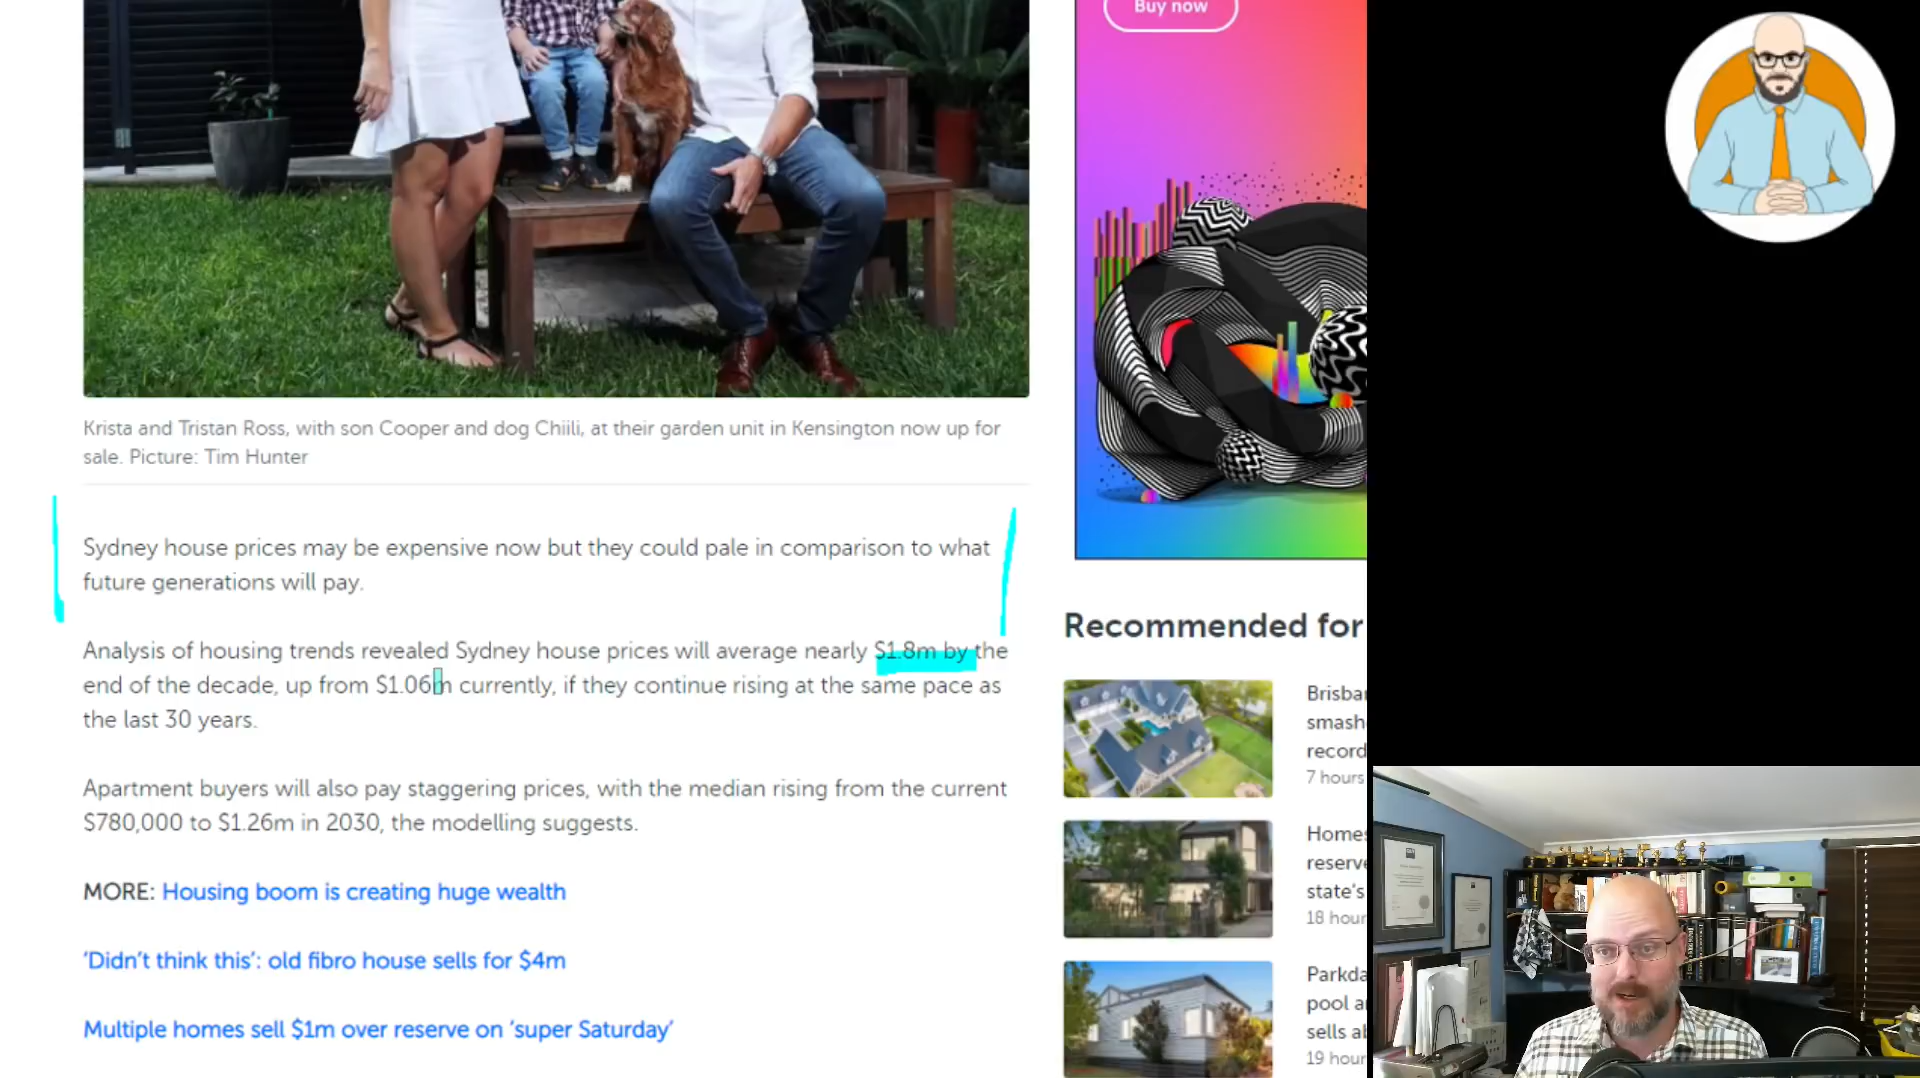 Buy now
Krista and Tristan Ross, with son Cooper and dog Chiili, at their garden unit in Kensington now up for
sale. Picture: Tim Hunter
Sydney house prices may be expensive now but they could pale in comparison to what
future generations will pay.
Analysis of housing trends revealed Sydney house prices will average nearly $1.8m by the
end of the decade, up from $1.06m currently, if they continue rising at the same pace as
the last 30 years.
Apartment buyers will also pay staggering prices, with the median rising from the current
$780,000 to $1.26m in 2030, the modelling suggests.
MORE: Housing boom is creating huge wealth
‘Didn’t think this’: old fibro house sells for $4m
Multiple homes sell $1m over reserve on ‘super Saturday’
Recommended for
Brisba
smash
record
7 hours
Homes
reserve
state’s
18 hour
Parkda
pool a
sells a
19 hour